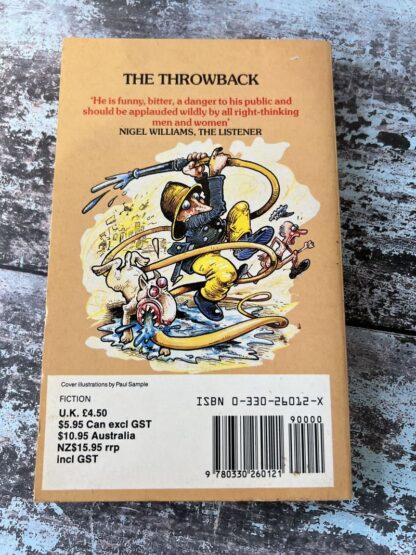 THE THROWBACK
'He is funny, bitter, a danger to his public and
should be applauded wildly by all right-thinking
men and women'
NIGEL WILLIAMS, THE LISTENER
Cover illustrations by Paul Sample
FICTION
U.K. £4.50
$5.95 Can excl GST
$10.95 Australia
NZ$15.95 rrp
incl GST
ISBN 0-330-26012-X
90000
9 780330 260121